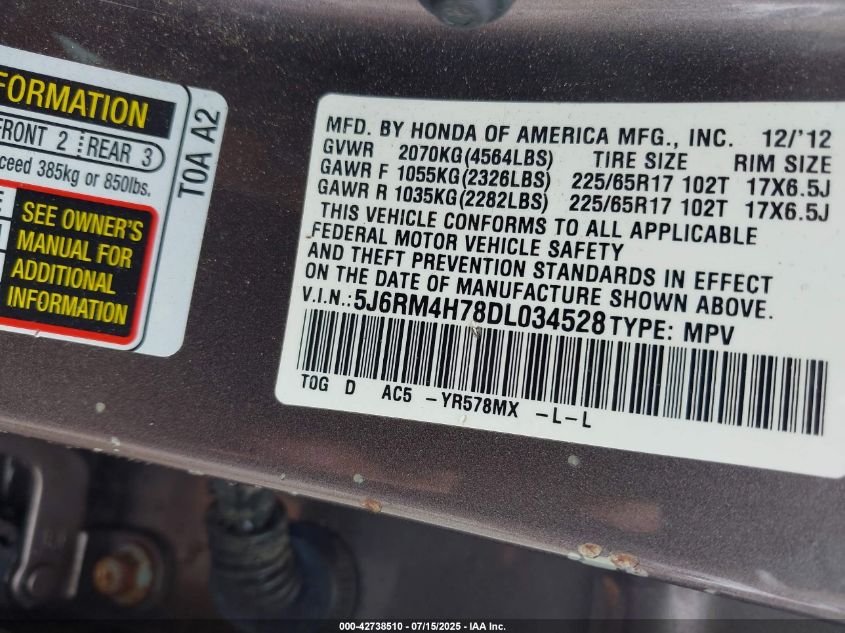 FORMATION
FRONT 2 REAR 3
385kg or 850lbs.
SEE OWNER'S
MANUAL FOR
ADDITIONAL
INFORMATION
T0A A2
MFD. BY HONDA OF AMERICA MFG., INC. 12/'12
GVWR 2070KG(4564LBS) TIRE SIZE RIM SIZE
GAWR F 1055KG(2326LBS) 225/65R17 102T 17X6.5J
GAWR R 1035KG(2282LBS) 225/65R17 102T 17X6.5J
THIS VEHICLE CONFORMS TO ALL APPLICABLE
FEDERAL MOTOR VEHICLE SAFETY
AND THEFT PREVENTION STANDARDS IN EFFECT
ON THE DATE OF MANUFACTURE SHOWN ABOVE.
V.I.N.: 5J6RM4H78DL034528 TYPE: MPV
T0G D AC5 -YR578MX -L-L
000-42738510 - 07/15/2025 - IAA Inc.